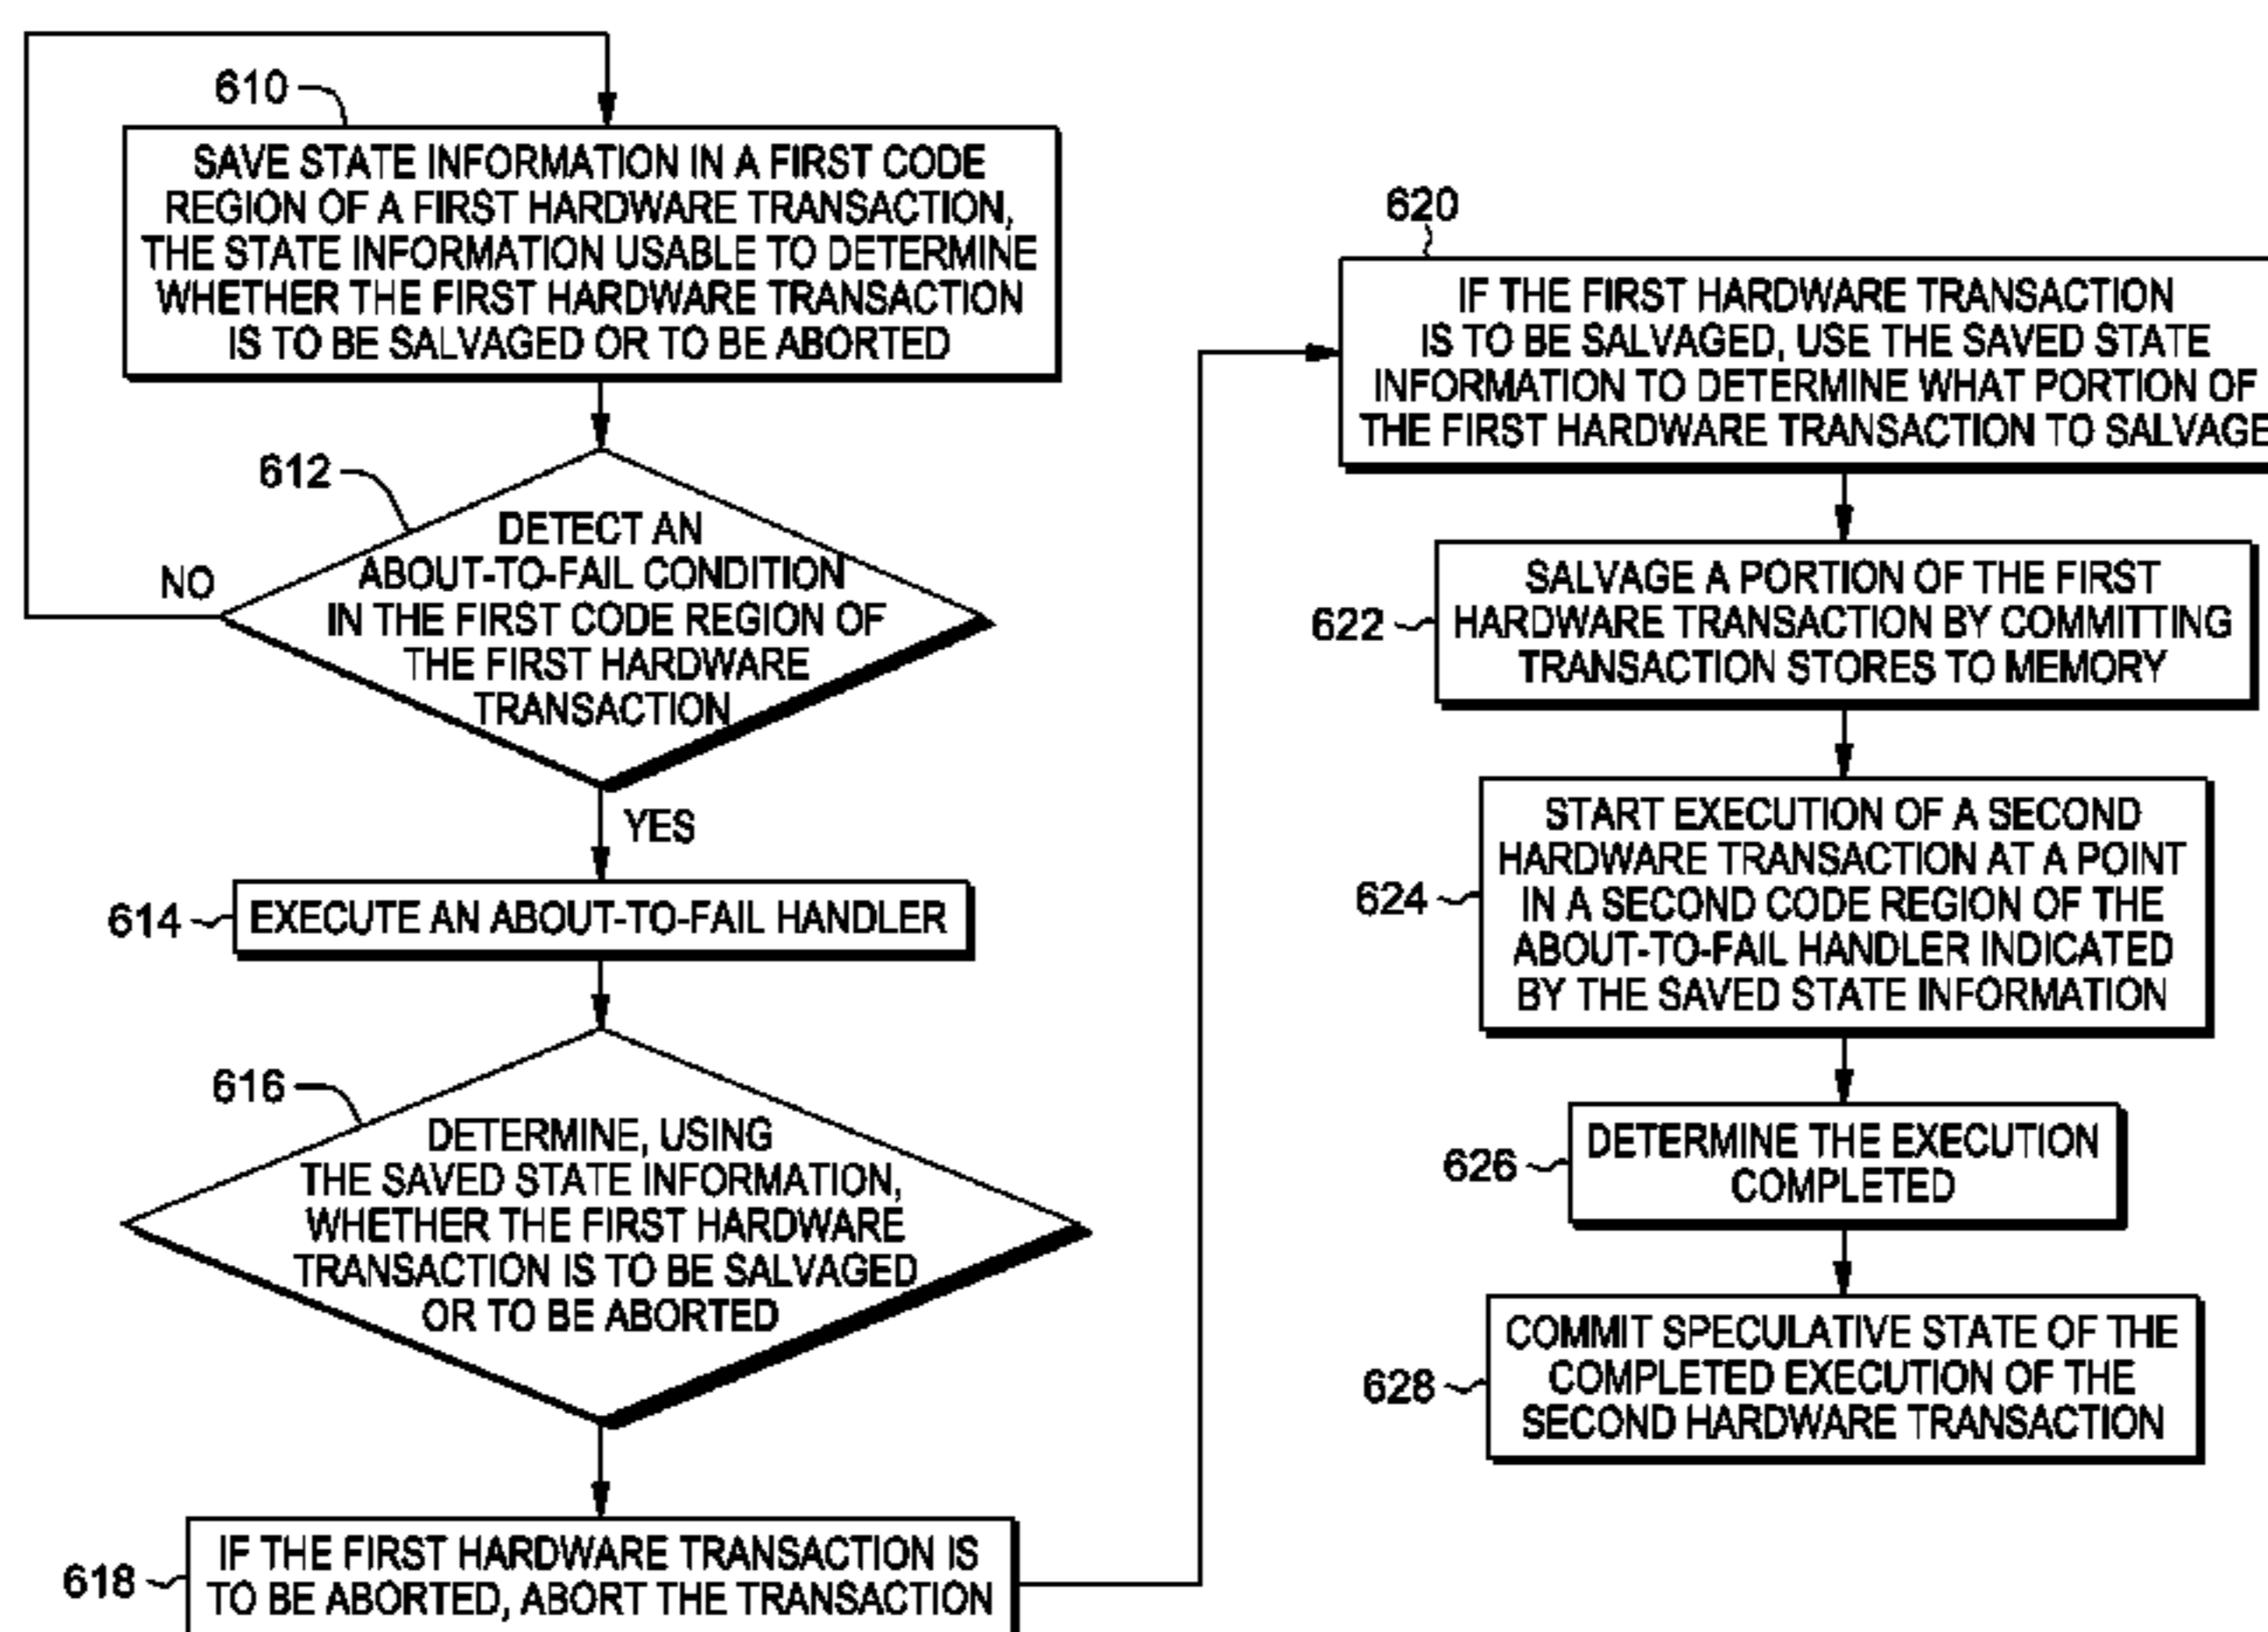 610
SAVE STATE INFORMATION IN A FIRST CODE
REGION OF A FIRST HARDWARE TRANSACTION,
THE STATE INFORMATION USABLE TO DETERMINE
WHETHER THE FIRST HARDWARE TRANSACTION
IS TO BE SALVAGED OR TO BE ABORTED
612
DETECT AN
ABOUT-TO-FAIL CONDITION
IN THE FIRST CODE REGION OF
THE FIRST HARDWARE
TRANSACTION
NO
YES
614
EXECUTE AN ABOUT-TO-FAIL HANDLER
616
DETERMINE, USING
THE SAVED STATE INFORMATION,
WHETHER THE FIRST HARDWARE
TRANSACTION IS TO BE SALVAGED
OR TO BE ABORTED
618
IF THE FIRST HARDWARE TRANSACTION IS
TO BE ABORTED, ABORT THE TRANSACTION
620
IF THE FIRST HARDWARE TRANSACTION
IS TO BE SALVAGED, USE THE SAVED STATE
INFORMATION TO DETERMINE WHAT PORTION OF
THE FIRST HARDWARE TRANSACTION TO SALVAGE
622
SALVAGE A PORTION OF THE FIRST
HARDWARE TRANSACTION BY COMMITTING
TRANSACTION STORES TO MEMORY
624
START EXECUTION OF A SECOND
HARDWARE TRANSACTION AT A POINT
IN A SECOND CODE REGION OF THE
ABOUT-TO-FAIL HANDLER INDICATED
BY THE SAVED STATE INFORMATION
626
DETERMINE THE EXECUTION
COMPLETED
628
COMMIT SPECULATIVE STATE OF THE
COMPLETED EXECUTION OF THE
SECOND HARDWARE TRANSACTION